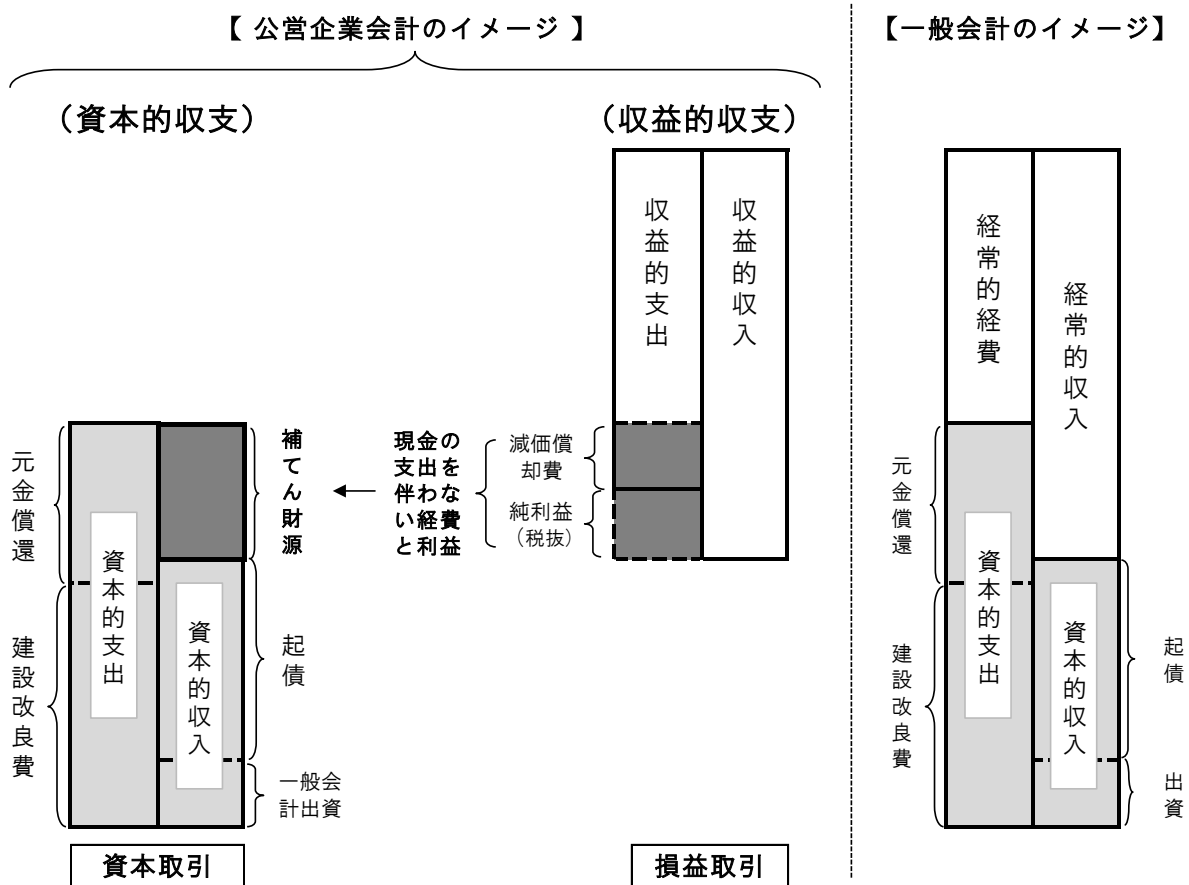 【 公営企業会計のイメージ 】
(資本的収支)
(収益的収支)
収益的支出
収益的収入
元金償還
建設改良費
資本的支出
資本的収入
補てん財源
起債
一般会
計出資
現金の
支出を
伴わな
い経費
と利益
減価償
却費
純利益
(税抜)
資本取引
損益取引
【一般会計のイメージ】
経常的経費
経常的収入
元金償還
建設改良費
資本的支出
資本的収入
起債
出資